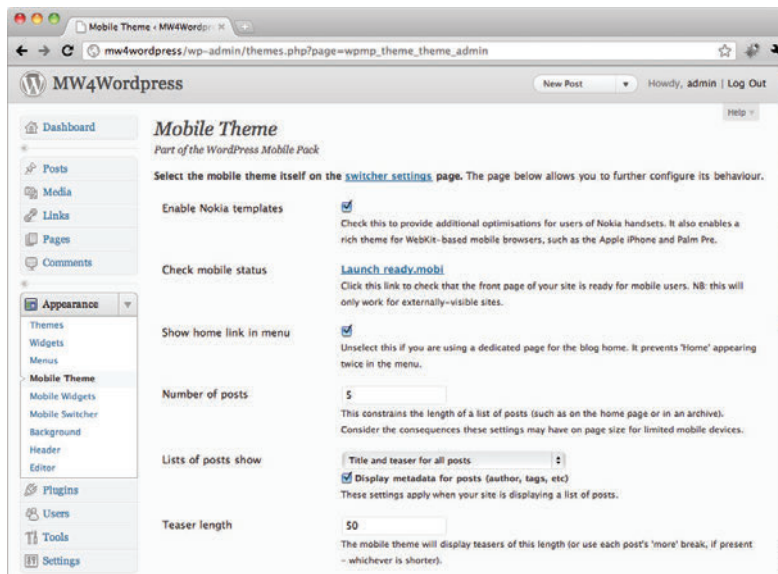 Mobile Theme ‹ MW4Wordpr
mw4wordpress/wp-admin/themes.php?page=wpmp_theme_theme_admin
MW4Wordpress
New Post
Howdy, admin | Log Out
Help
Dashboard
Posts
Media
Links
Pages
Comments
Appearance
Themes
Widgets
Menus
Mobile Theme
Mobile Widgets
Mobile Switcher
Background
Header
Editor
Plugins
Users
Tools
Settings
Mobile Theme
Part of the WordPress Mobile Pack
Select the mobile theme itself on the switcher settings page. The page below allows you to further configure its behaviour.
Enable Nokia templates
Check this to provide additional optimisations for users of Nokia handsets. It also enables a
rich theme for WebKit-based mobile browsers, such as the Apple iPhone and Palm Pre.
Check mobile status
Launch ready.mobi
Click this link to check that the front page of your site is ready for mobile users. NB: this will
only work for externally-visible sites.
Show home link in menu
Unselect this if you are using a dedicated page for the blog home. It prevents 'Home' appearing
twice in the menu.
Number of posts
5
This constrains the length of a list of posts (such as on the home page or in an archive).
Consider the consequences these settings may have on page size for limited mobile devices.
Lists of posts show
Title and teaser for all posts
Display metadata for posts (author, tags, etc)
These settings apply when your site is displaying a list of posts.
Teaser length
50
The mobile theme will display teasers of this length (or use each post's 'more' break, if present
- whichever is shorter).